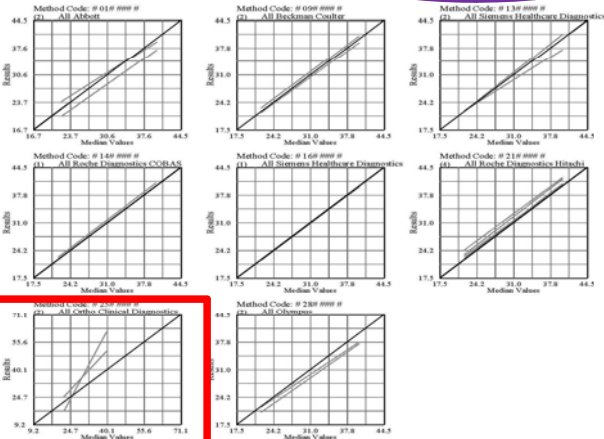 Method Code: # 01# ### #
(2) All Abbott
44.5
37.6
30.6
23.7
16.7
Results
16.7 23.7 30.6 37.6 44.5
Median Values
Method Code: # 09# ### #
(2) All Beckman Coulter
44.5
37.8
31.0
24.2
17.5
Results
17.5 24.2 31.0 37.8 44.5
Median Values
Method Code: # 13# ### #
(2) All Siemens Healthcare Diagnostics
44.5
37.8
31.0
24.2
17.5
Results
17.5 24.2 31.0 37.8 44.5
Median Values
Method Code: # 14# ### #
(1) All Roche Diagnostics COBAS
44.5
37.8
31.0
24.2
17.5
Results
17.5 24.2 31.0 37.8 44.5
Median Values
Method Code: # 16# ### #
(1) All Siemens Healthcare Diagnostics
44.5
37.8
31.0
24.2
17.5
Results
17.5 24.2 31.0 37.8 44.5
Median Values
Method Code: # 21# ### #
(4) All Roche Diagnostics Hitachi
44.5
37.8
31.0
24.2
17.5
Results
17.5 24.2 31.0 37.8 44.5
Median Values
Method Code: # 25# ### #
(2) All Ortho Clinical Diagnostics
71.1
55.6
40.1
24.7
9.2
Results
9.2 24.7 40.1 55.6 71.1
Median Values
Method Code: # 28# ### #
(2) All Olympus
44.5
37.8
31.0
24.2
17.5
17.5 24.2 31.0 37.8 44.5
Median Values